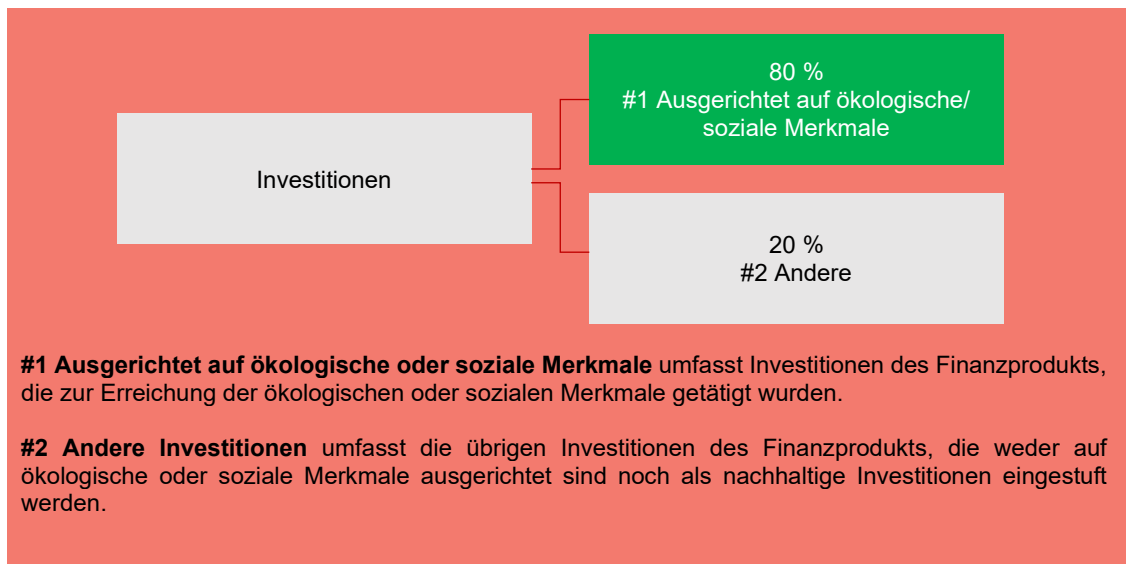 80 %
#1 Ausgerichtet auf ökologische/
soziale Merkmale
Investitionen
20 %
#2 Andere
#1 Ausgerichtet auf ökologische oder soziale Merkmale umfasst Investitionen des Finanzprodukts,
die zur Erreichung der ökologischen oder sozialen Merkmale getätigt wurden.
#2 Andere Investitionen umfasst die übrigen Investitionen des Finanzprodukts, die weder auf
ökologische oder soziale Merkmale ausgerichtet sind noch als nachhaltige Investitionen eingestuft
werden.